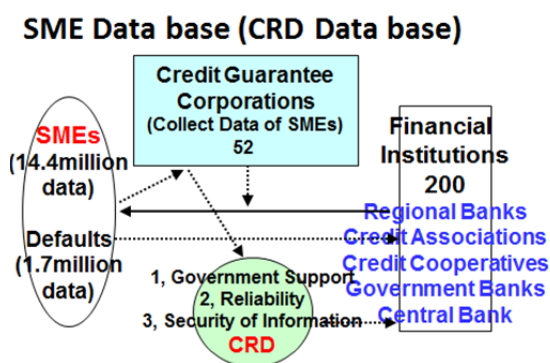 SME Data base (CRD Data base)
Credit Guarantee
Corporations
(Collect Data of SMEs)
52
SMEs
(14.4million
data)
Defaults
(1.7million
data)
Financial
Institutions
200
Regional Banks
Credit Associations
Credit Cooperatives
Government Banks
Central Bank
1, Government Support
2, Reliability
3, Security of Information
CRD